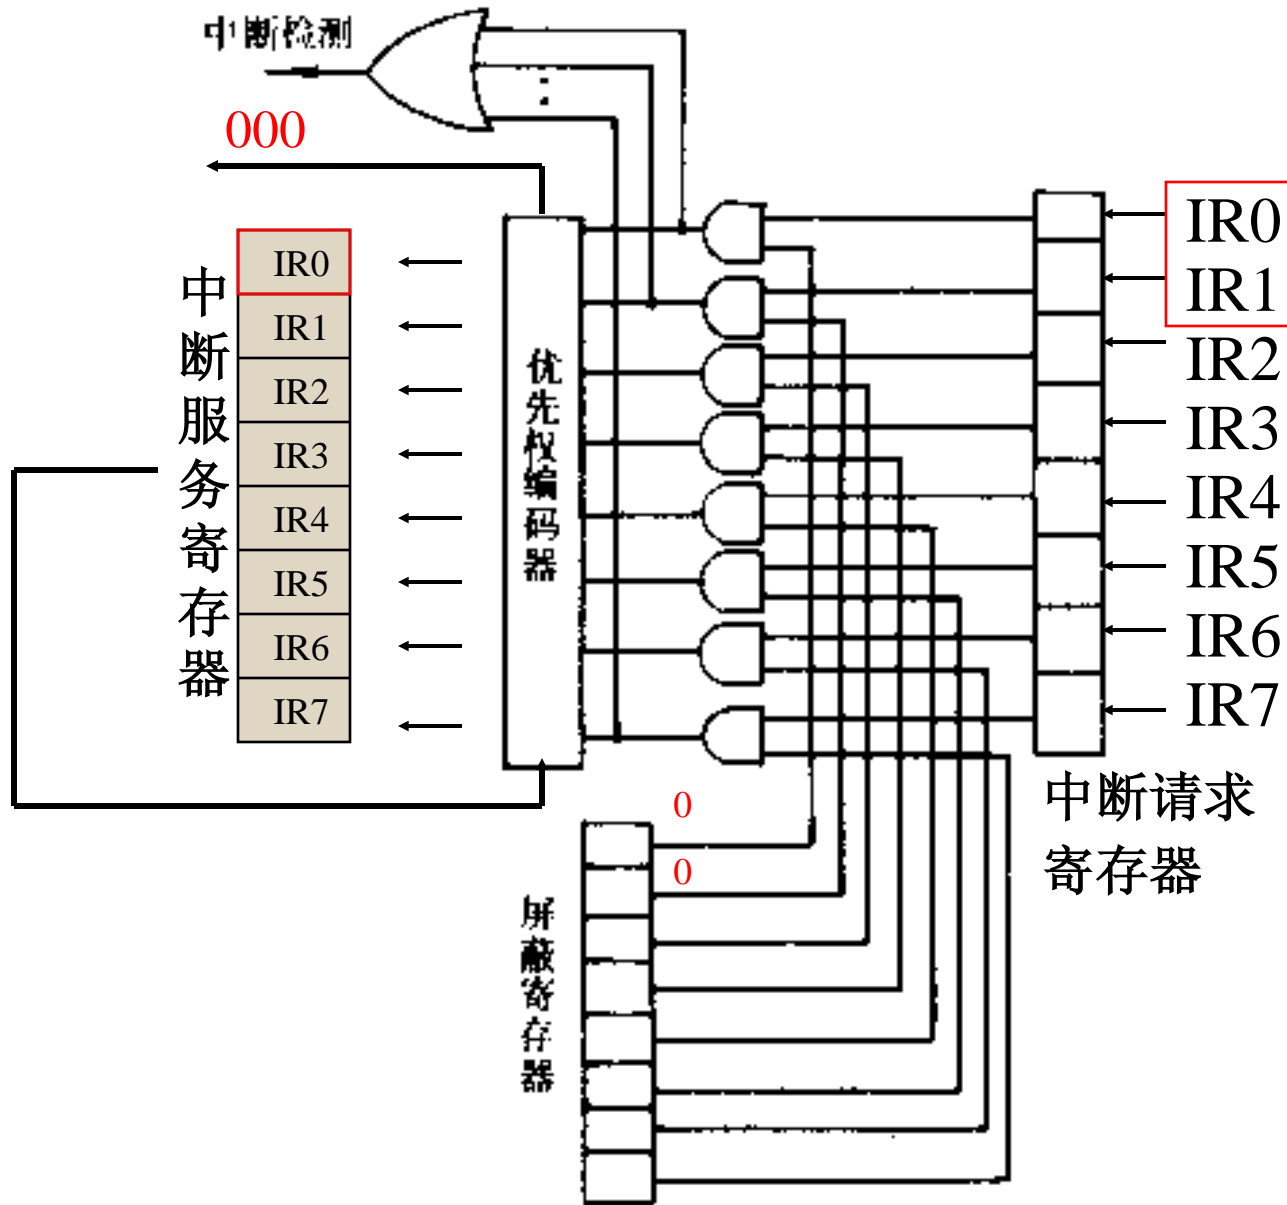 中断检测
000
中断服务寄存器
IR0
IR1
IR2
IR3
IR4
IR5
IR6
IR7
优先权编码器
IR0
IR1
IR2
IR3
IR4
IR5
IR6
IR7
中断请求
寄存器
0
0
屏蔽寄存器